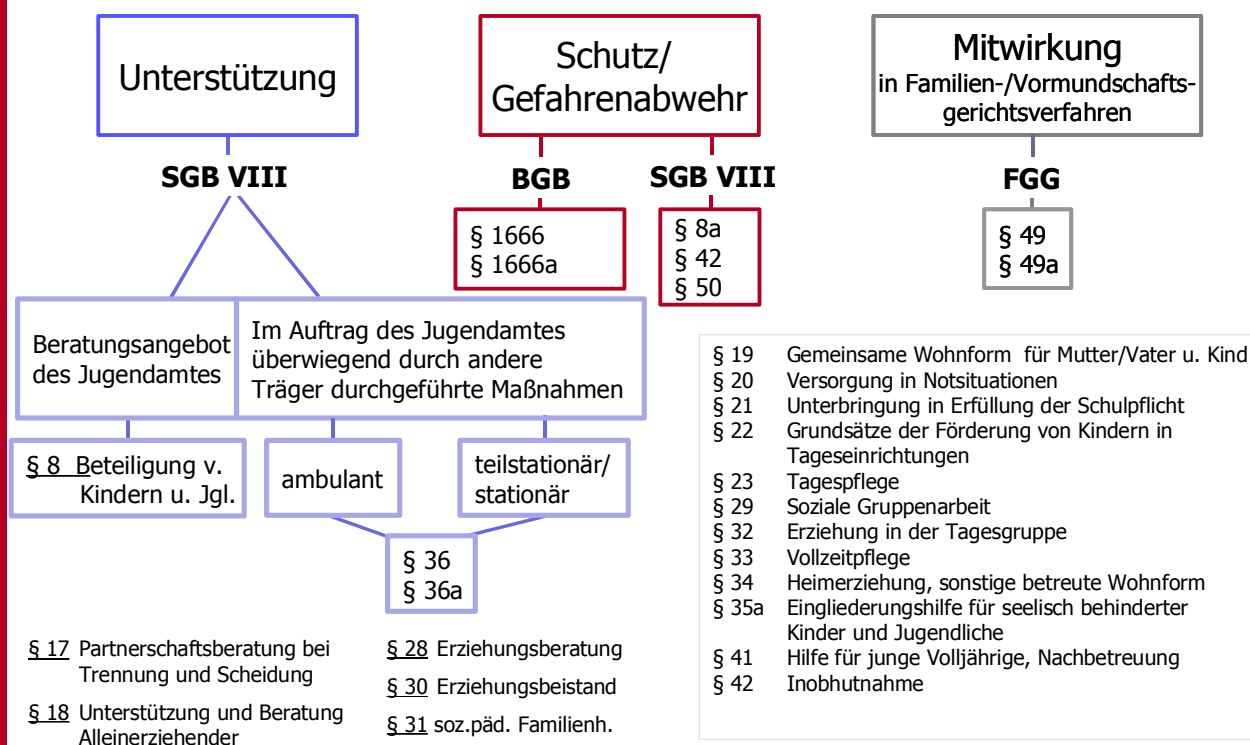 Unterstützung
Schutz/
Gefahrenabwehr
Mitwirkung
in Familien-/Vormundschafts-
gerichtsverfahren
SGB VIII
BGB
SGB VIII
FGG
§ 1666
§ 1666a
§ 8a
§ 42
§ 50
§ 49
§ 49a
Beratungsangebot
des Jugendamtes
Im Auftrag des Jugendamtes
überwiegend durch andere
Träger durchgeführte Maßnahmen
§ 8 Beteiligung v.
Kindern u. Jgl.
ambulant
teilstationär/
stationär
§ 36
§ 36a
§ 17 Partnerschaftsberatung bei
Trennung und Scheidung
§ 18 Unterstützung und Beratung
Alleinerziehender
§ 28 Erziehungsberatung
§ 30 Erziehungsbeistand
§ 31 soz.päd. Familienh.
§ 19 Gemeinsame Wohnform für Mutter/Vater u. Kind
§ 20 Versorgung in Notsituationen
§ 21 Unterbringung in Erfüllung der Schulpflicht
§ 22 Grundsätze der Förderung von Kindern in
Tageseinrichtungen
§ 23 Tagespflege
§ 29 Soziale Gruppenarbeit
§ 32 Erziehung in der Tagesgruppe
§ 33 Vollzeitpflege
§ 34 Heimerziehung, sonstige betreute Wohnform
§ 35a Eingliederungshilfe für seelisch behinderter
Kinder und Jugendliche
§ 41 Hilfe für junge Volljährige, Nachbetreuung
§ 42 Inobhutnahme